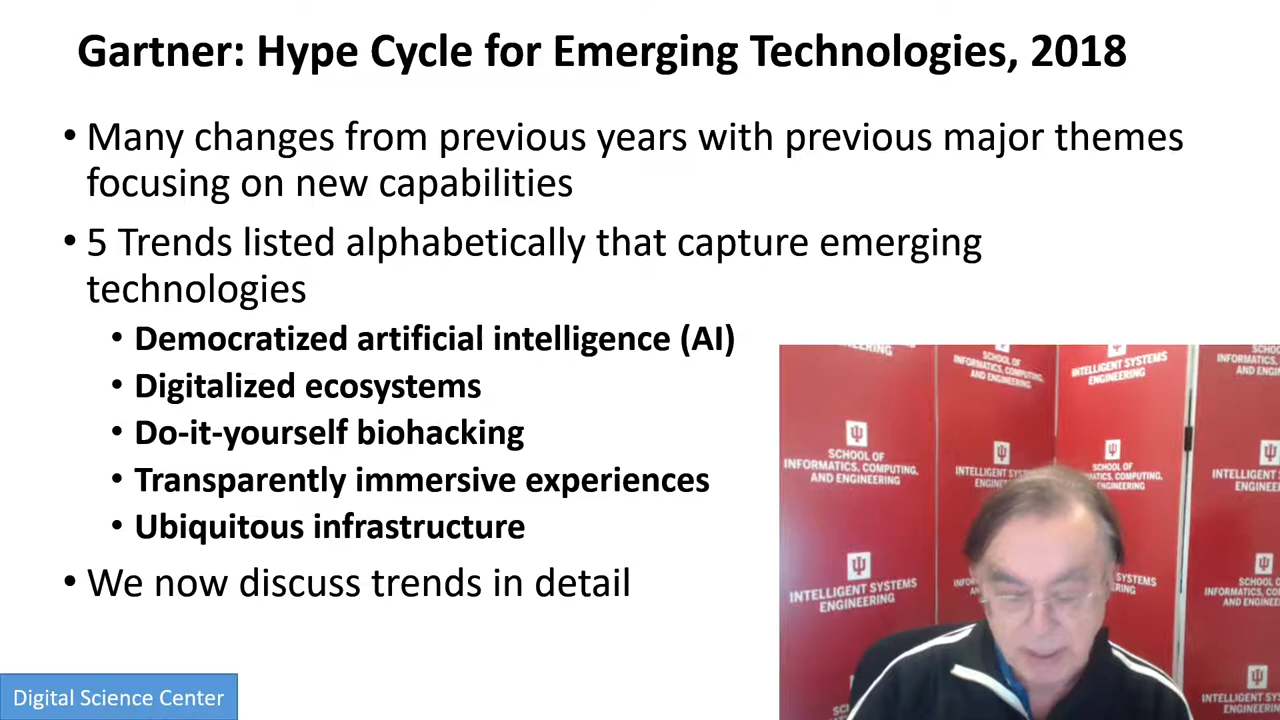 Gartner: Hype Cycle for Emerging Technologies, 2018
• Many changes from previous years with previous major themes
focusing on new capabilities
• 5 Trends listed alphabetically that capture emerging
technologies
• Democratized artificial intelligence (AI)
• Digitalized ecosystems
• Do-it-yourself biohacking
• Transparently immersive experiences
• Ubiquitous infrastructure
• We now discuss trends in detail
Digital Science Center
SCHOOL OF
INFORMATICS, COMPUTING,
AND ENGINEERING
INTELLIGENT SYSTEMS
ENGINEERING
SCHOOL OF
INFORMATICS, COMPUTING,
AND ENGINEERING
INTELLIGENT SYSTEMS
ENGINEERING
SCHOOL OF
ENGINEERING
INTELLIGENT SYSTEMS
ENGINEERING